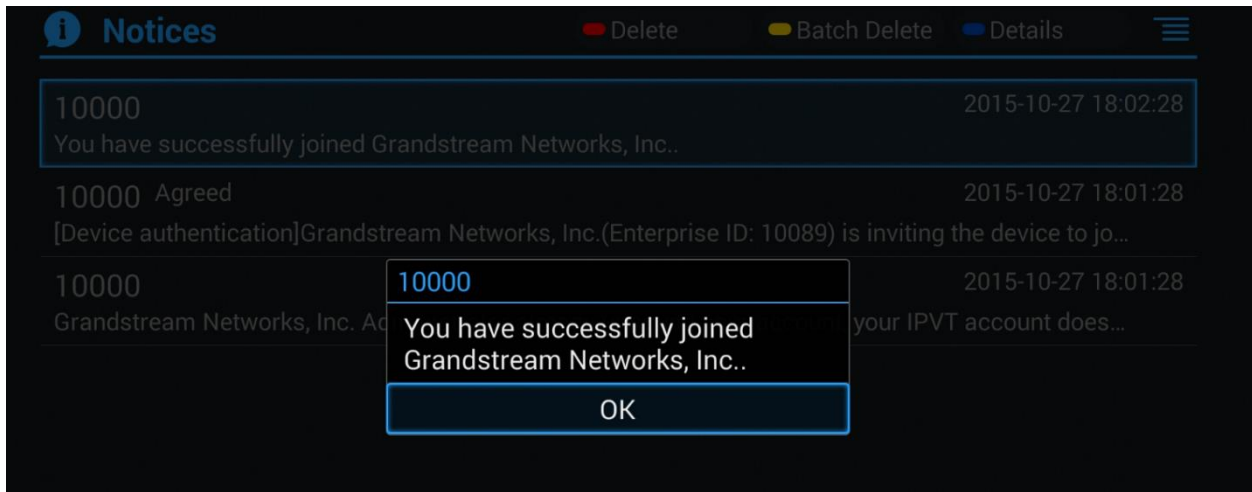 Notices
Delete
Batch Delete
Details
10000
2015-10-27 18:02:28
You have successfully joined Grandstream Networks, Inc..
10000 Agreed
2015-10-27 18:01:28
[Device authentication]Grandstream Networks, Inc.(Enterprise ID: 10089) is inviting the device to jo...
10000
2015-10-27 18:01:28
Grandstream Networks, Inc. your IPVT account does...
10000
You have successfully joined
Grandstream Networks, Inc..
OK